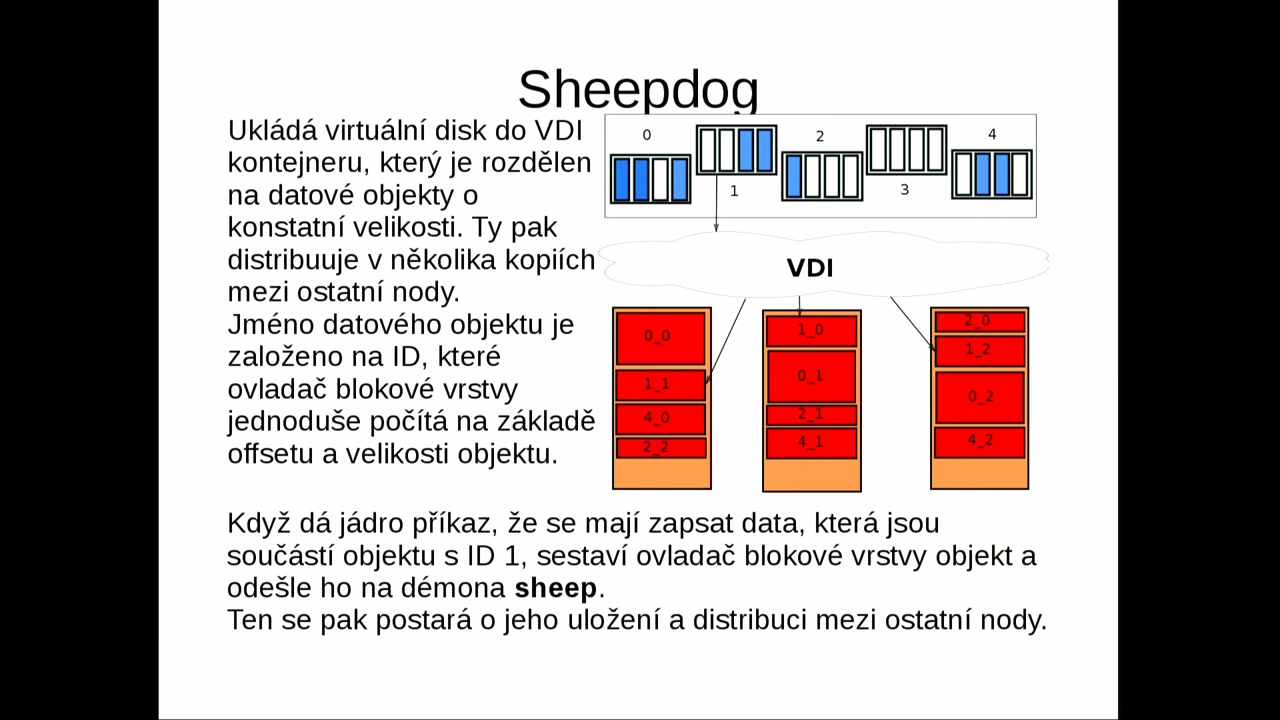 Sheepdog
Ukládá virtuální disk do VDI
kontejneru, který je rozdělen
na datové objekty o
konstatní velikosti. Ty pak
distribuuje v několika kopiích
mezi ostatní nody.
Jméno datového objektu je
založeno na ID, které
ovladač blokové vrstvy
jednoduše počítá na základě
offsetu a velikosti objektu.
0
1
2
3
4
VDI
0_0
1_1
4_0
2_2
1_0
0_1
2_1
4_1
2_0
1_2
0_2
4_2
Když dá jádro příkaz, že se mají zapsat data, která jsou
součástí objektu s ID 1, sestaví ovladač blokové vrstvy objekt a
odešle ho na démona sheep.
Ten se pak postará o jeho uložení a distribuci mezi ostatní nody.